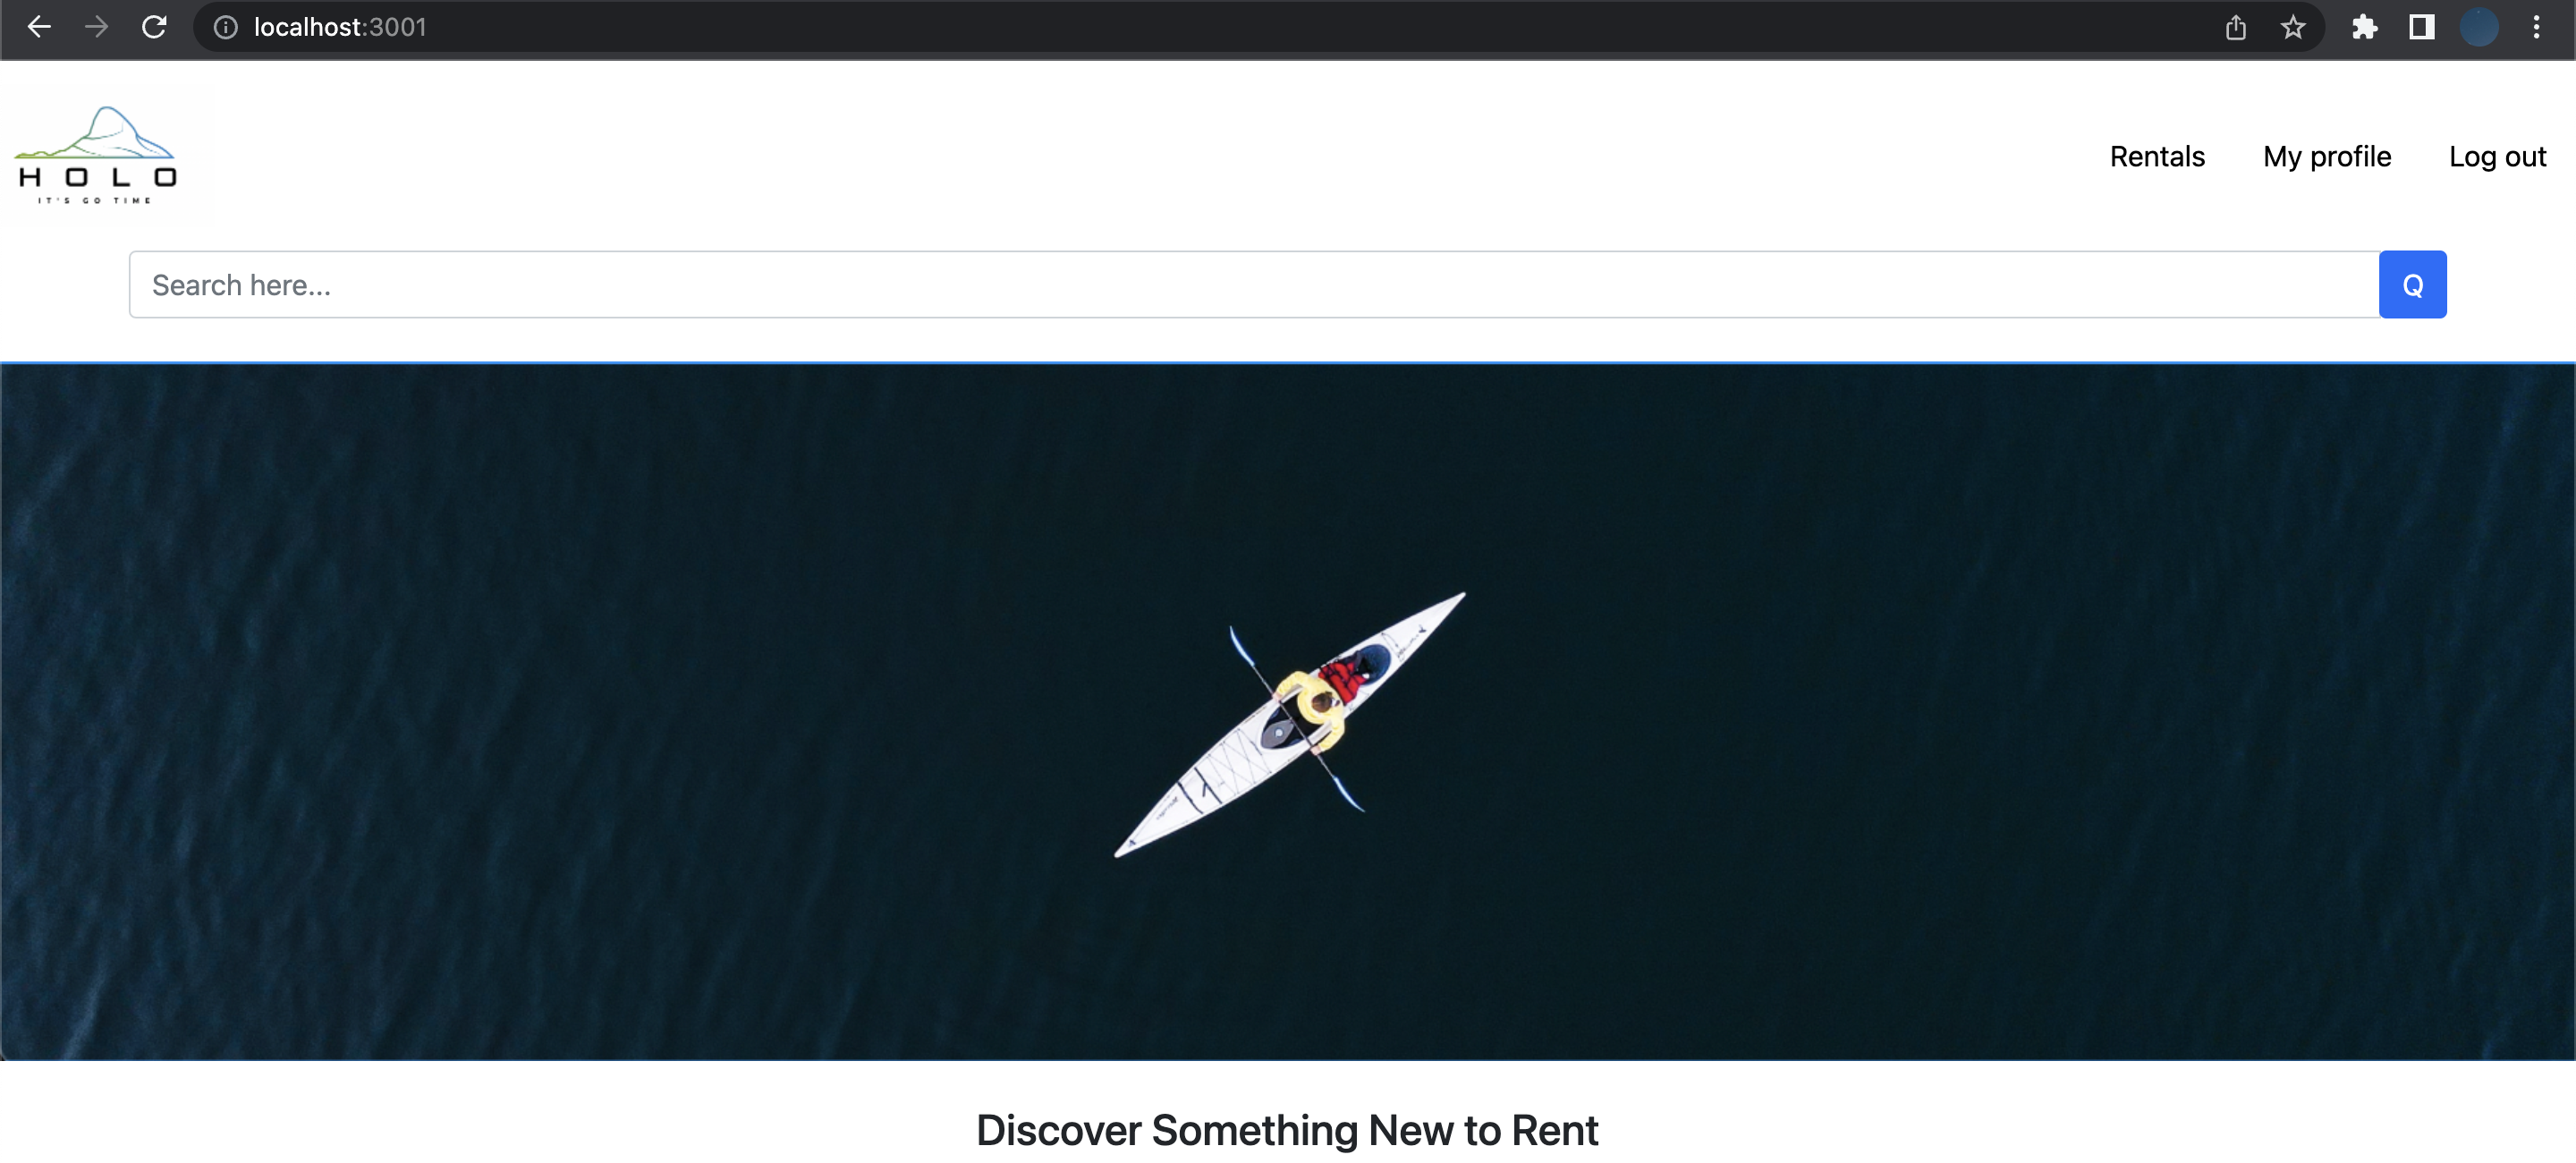 localhost:3001
HOLO
IT'S GO TIME
Rentals
My profile
Log out
Search here...
Q
Discover Something New to Rent